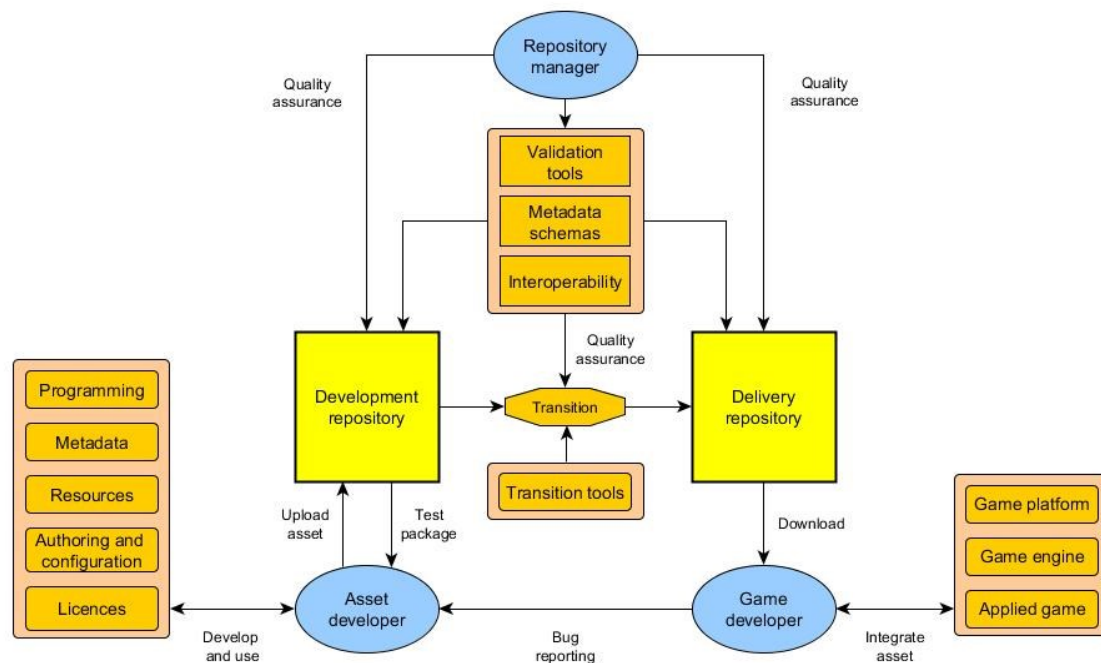 Repository
manager
Quality
assurance
Quality
assurance
Validation
tools
Metadata
schemas
Interoperability
Quality
assurance
Programming
Metadata
Resources
Authoring and
configuration
Licences
Development
repository
Transition
Delivery
repository
Transition tools
Upload
asset
Test
package
Download
Game platform
Game engine
Applied game
Asset
developer
Game
developer
Develop
and use
Bug
reporting
Integrate
asset